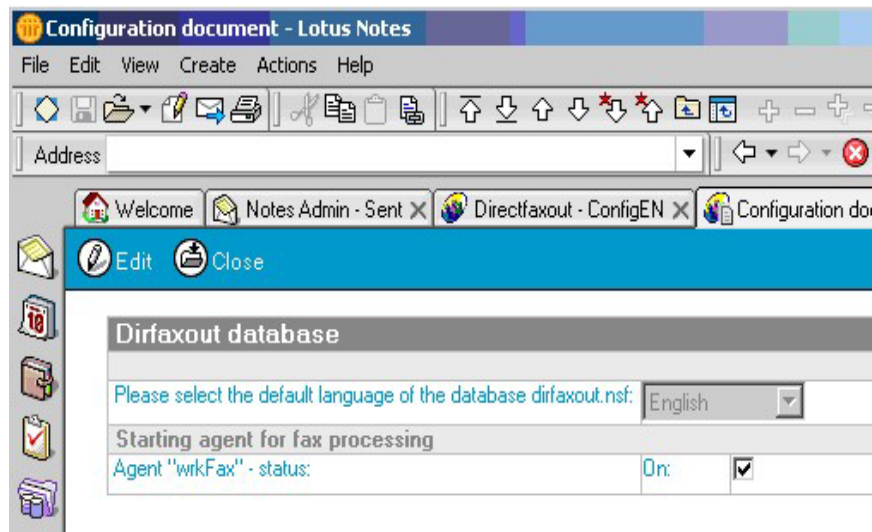 Configuration document - Lotus Notes
File Edit View Create Actions Help
Address
Welcome Notes Admin - Sent Directfaxout - ConfigEN Configuration do
Edit Close
Dirfaxout database
Please select the default language of the database dirfaxout.nsf: English
Starting agent for fax processing
Agent "wrkFax" - status: On: